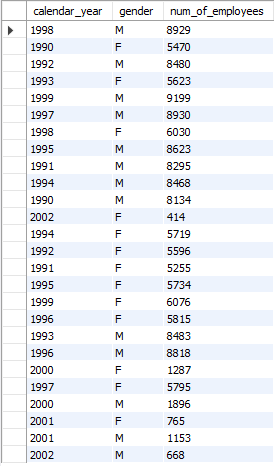 calendar_year gender num_of_employees
1998 M 8929
1990 F 5470
1992 M 8480
1993 F 5623
1999 M 9199
1997 M 8930
1998 F 6030
1995 M 8623
1991 M 8295
1994 M 8468
1990 M 8134
2002 F 414
1994 F 5719
1992 F 5596
1991 F 5255
1995 F 5734
1999 F 6076
1996 F 5815
1993 M 8483
1996 M 8818
2000 F 1287
1997 F 5795
2000 M 1896
2001 F 765
2001 M 1153
2002 M 668